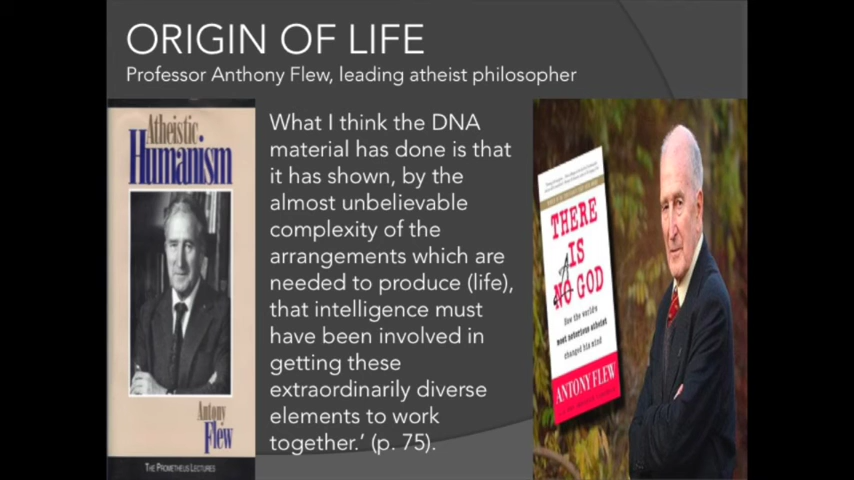 ORIGIN OF LIFE
Professor Anthony Flew, leading atheist philosopher
Atheistic
Humanism
Antony
Flew
THE PROMETHEUS LECTURES
What I think the DNA
material has done is that
it has shown, by the
almost unbelievable
complexity of the
arrangements which are
needed to produce (life),
that intelligence must
have been involved in
getting these
extraordinarily diverse
elements to work
together.’ (p. 75).
THERE
IS
A
NO GOD
How the world's
most notorious atheist
changed his mind
ANTONY FLEW